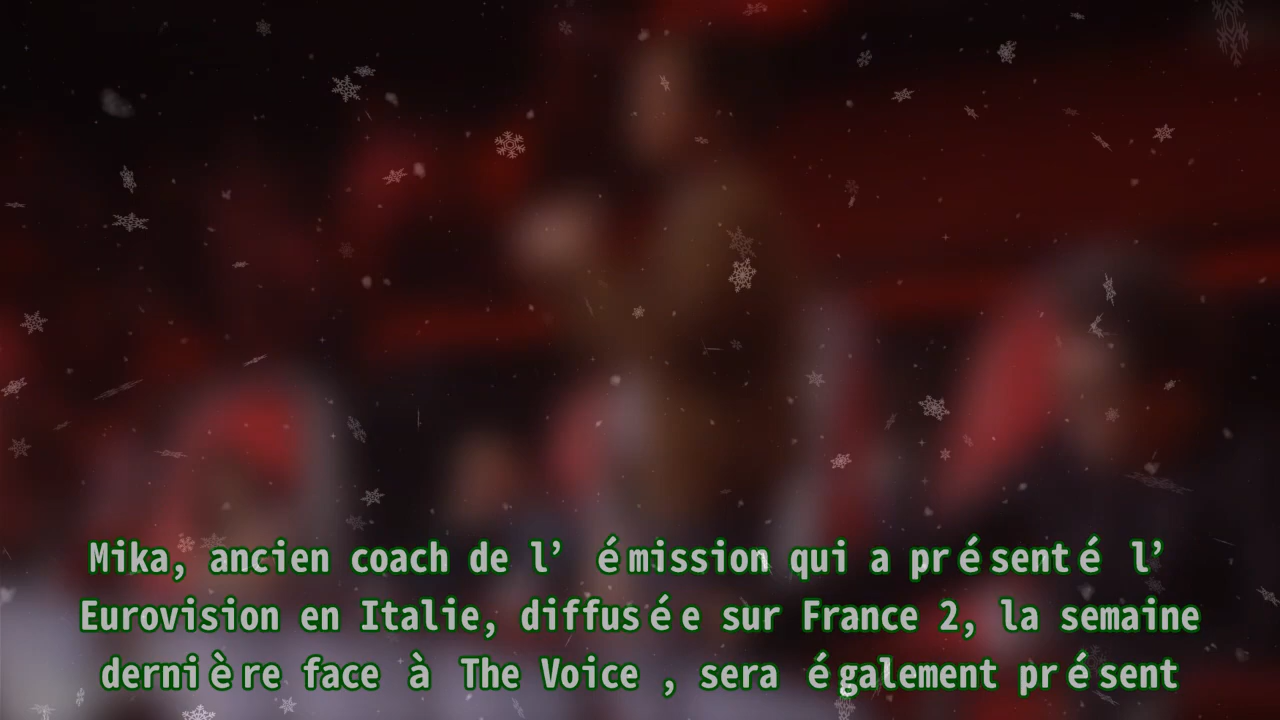 Mika, ancien coach de l’émission qui a présenté l’
Eurovision en Italie, diffusée sur France 2, la semaine
dernière face à The Voice , sera également présent